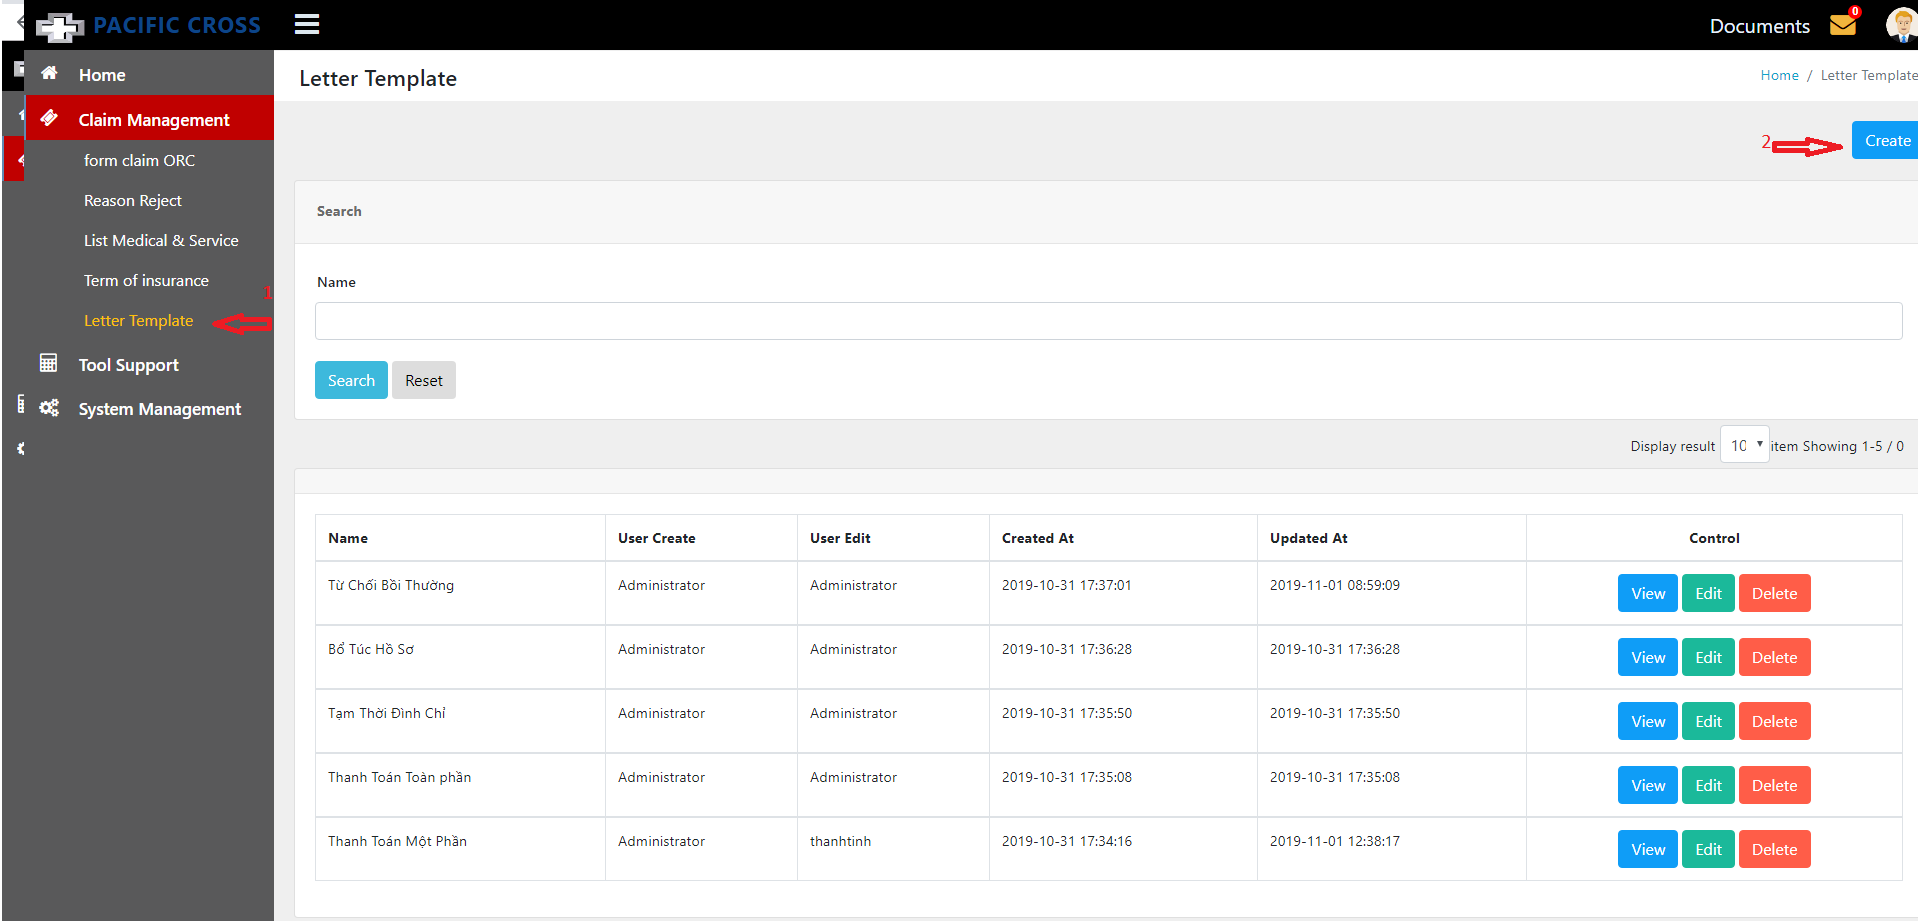 PACIFIC CROSS
Documents 0
Home
Claim Management
form claim ORC
Reason Reject
List Medical & Service
Term of insurance
1
Letter Template
Tool Support
System Management
Letter Template
Home / Letter Template
2
Create
Search
Name
Search Reset
Display result 10 item Showing 1-5 / 0
Name User Create User Edit Created At Updated At Control
Từ Chối Bồi Thường Administrator Administrator 2019-10-31 17:37:01 2019-11-01 08:59:09 View Edit Delete
Bổ Túc Hồ Sơ Administrator Administrator 2019-10-31 17:36:28 2019-10-31 17:36:28 View Edit Delete
Tạm Thời Đình Chỉ Administrator Administrator 2019-10-31 17:35:50 2019-10-31 17:35:50 View Edit Delete
Thanh Toán Toàn phần Administrator Administrator 2019-10-31 17:35:08 2019-10-31 17:35:08 View Edit Delete
Thanh Toán Một Phần Administrator thanhtinh 2019-10-31 17:34:16 2019-11-01 12:38:17 View Edit Delete